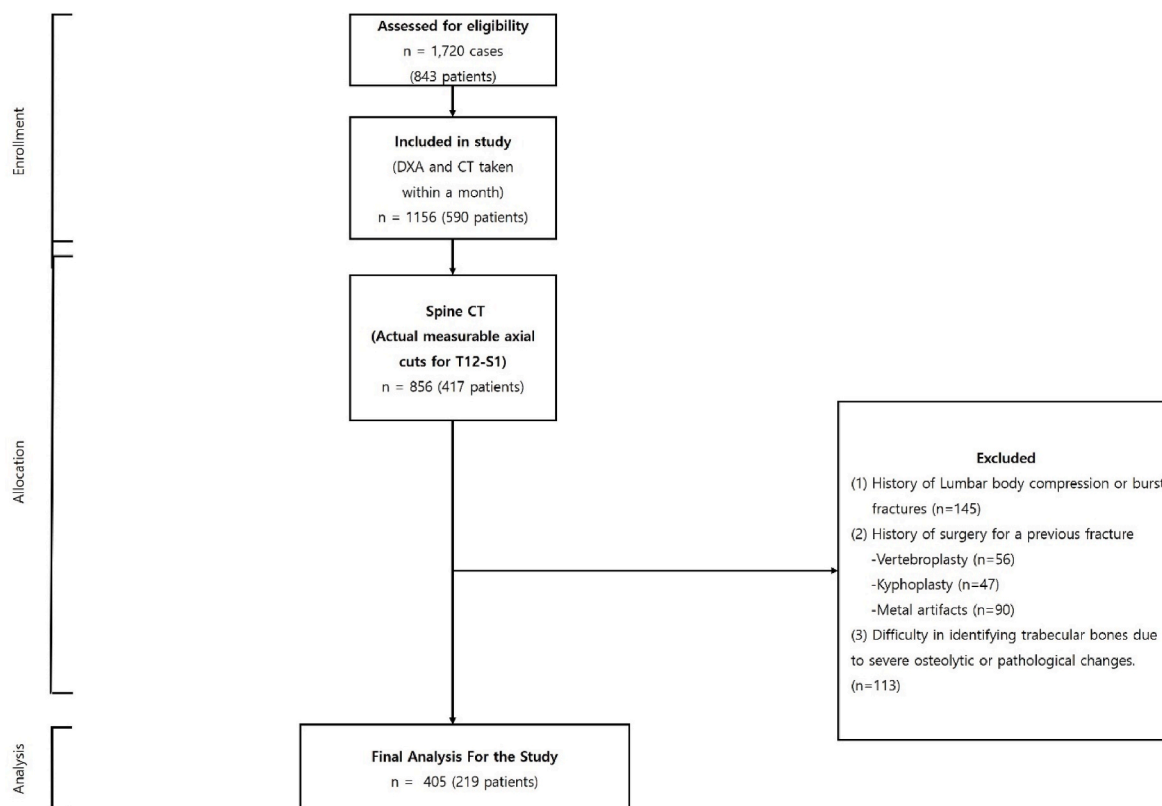 Enrollment
Assessed for eligibility
n = 1,720 cases
(843 patients)
Included in study
(DXA and CT taken
within a month)
n = 1156 (590 patients)
Allocation
Spine CT
(Actual measurable axial
cuts for T12-S1)
n = 856 (417 patients)
Excluded
(1) History of Lumbar body compression or burst
fractures (n=145)
(2) History of surgery for a previous fracture
-Vertebroplasty (n=56)
-Kyphoplasty (n=47)
-Metal artifacts (n=90)
(3) Difficulty in identifying trabecular bones due
to severe osteolytic or pathological changes.
(n=113)
Analysis
Final Analysis For the Study
n = 405 (219 patients)